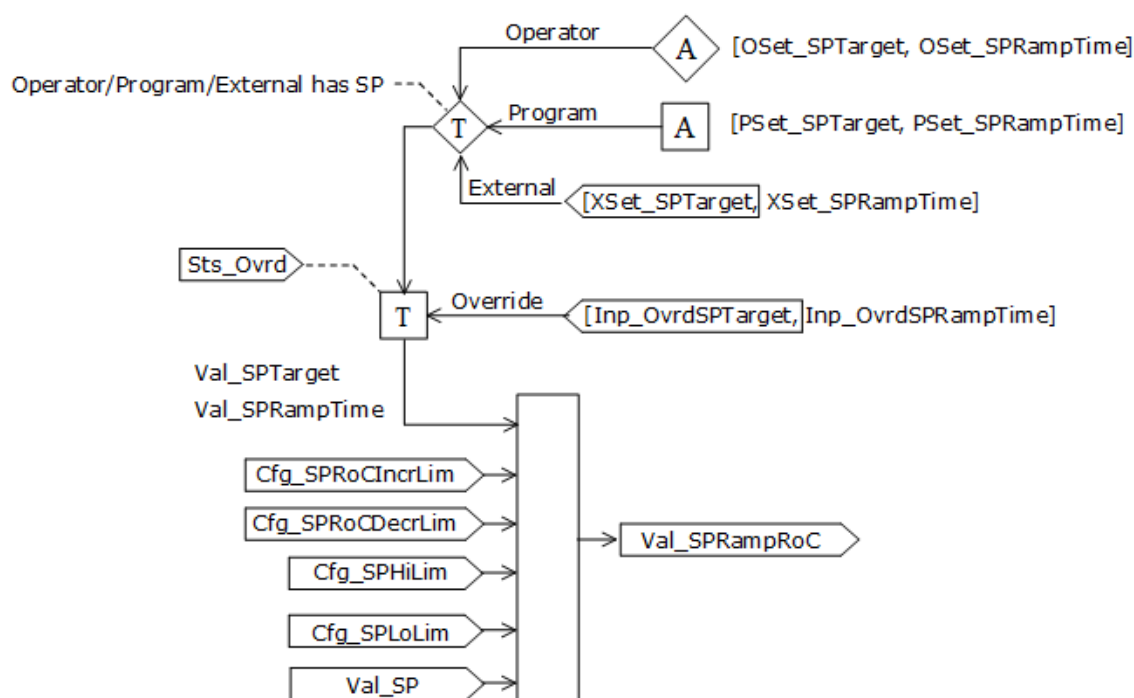 Operator
A
[OSet_SPTarget, OSet_SPRampTime]
Operator/Program/External has SP
T
Program
A
[PSet_SPTarget, PSet_SPRampTime]
External
[XSet_SPTarget, XSet_SPRampTime]
Sts_Ovrd
T
Override
[Inp_OvrdSPTarget, Inp_OvrdSPRampTime]
Val_SPTarget
Val_SPRampTime
Cfg_SPRoCIncrLim
Cfg_SPRoCDecrLim
Val_SPRampRoC
Cfg_SPHiLim
Cfg_SPLoLim
Val_SP